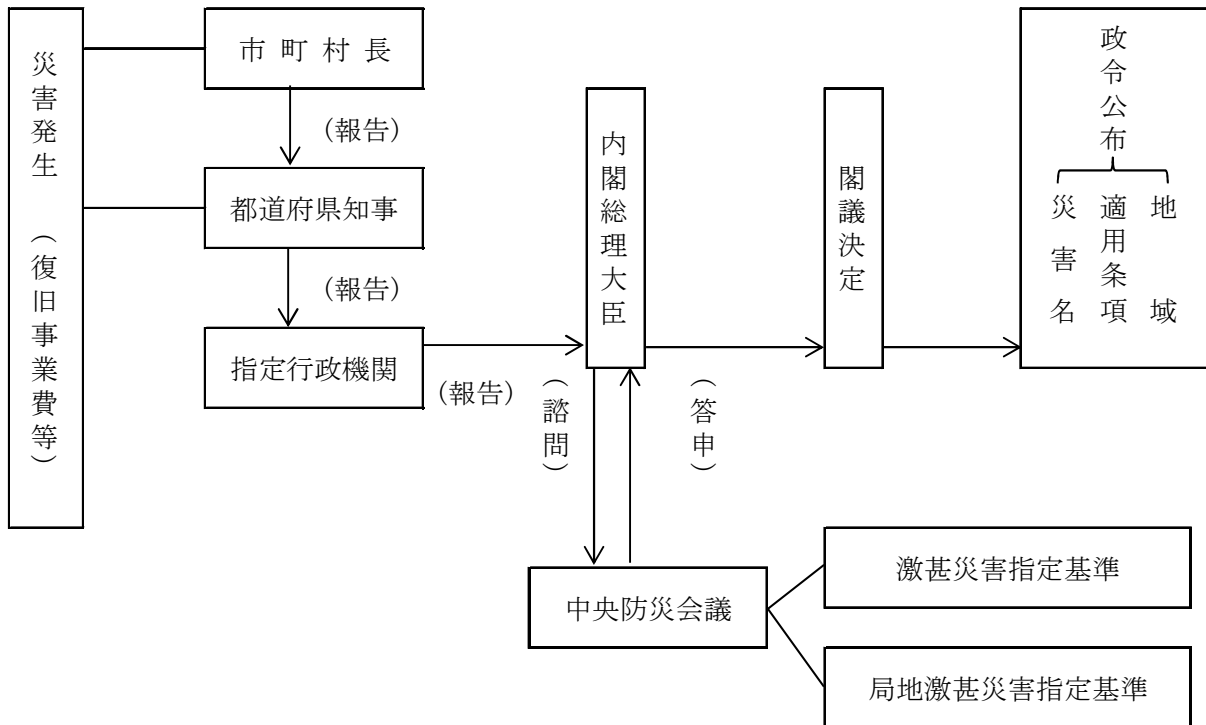 災害発生 （復旧事業費等）
市町村長
（報告）
都道府県知事
（報告）
指定行政機関
（報告）
内閣総理大臣
（諮問）
（答申）
中央防災会議
激甚災害指定基準
局地激甚災害指定基準
閣議決定
政令公布
地域
適用条項
災害名